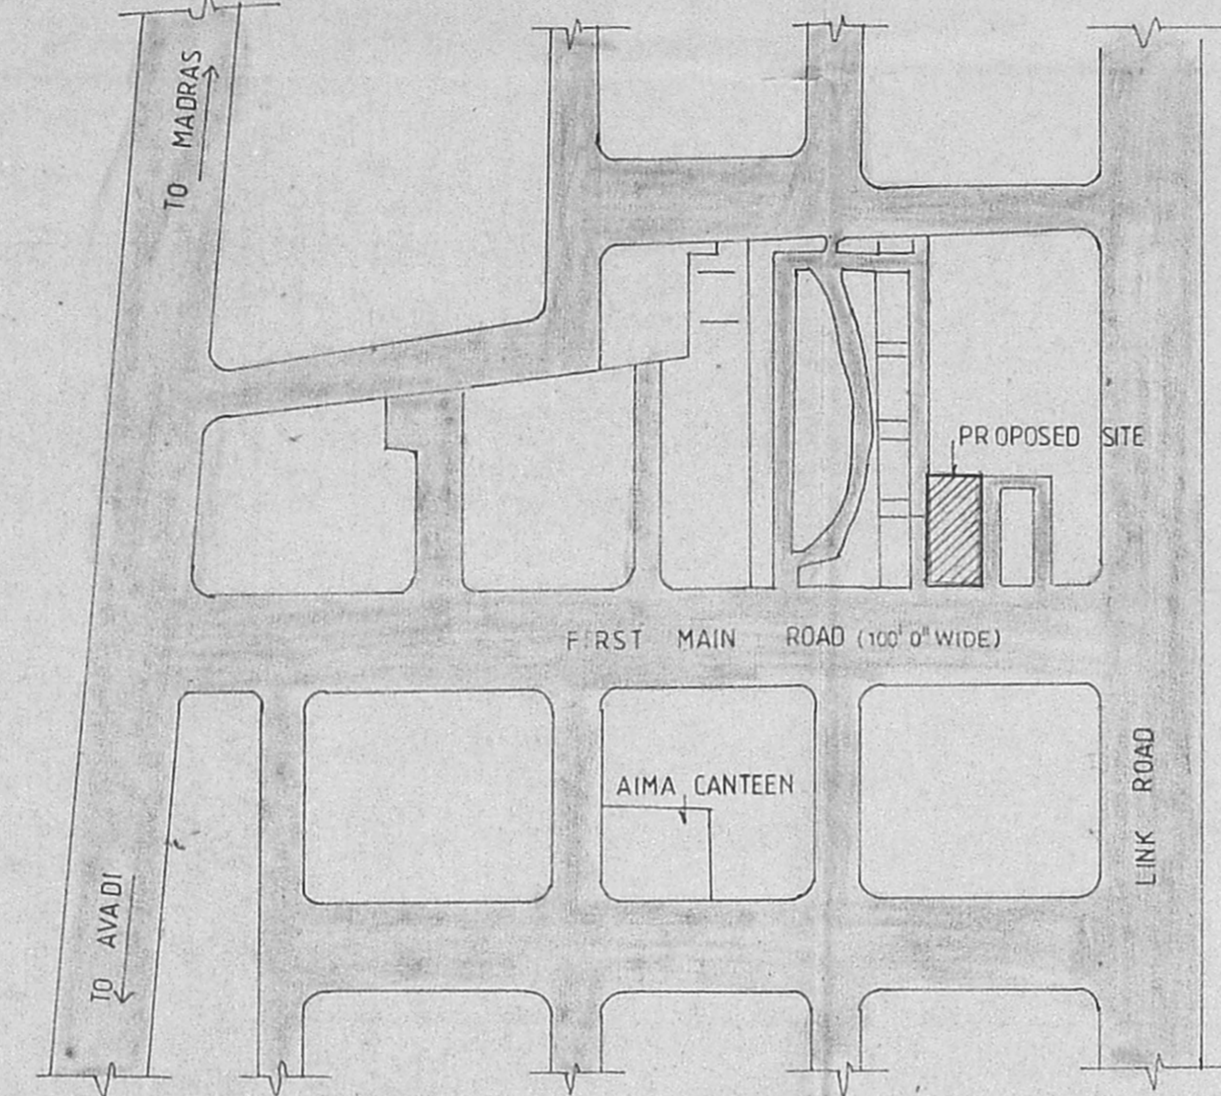 TO MADRAS
PROPOSED SITE
FIRST MAIN ROAD (100' 0" WIDE)
AIMA CANTEEN
LINK ROAD
TO AVADI